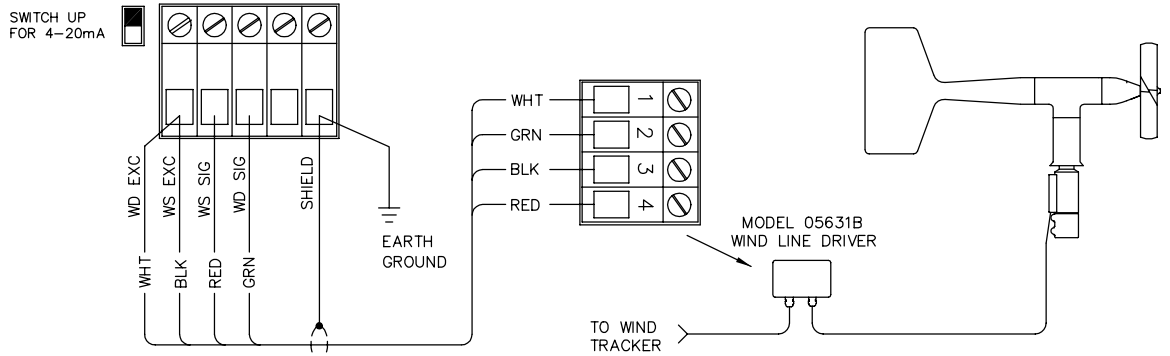 SWITCH UP
FOR 4-20mA
WD EXC
WS EXC
WS SIG
WD SIG
SHIELD
WHT
BLK
RED
GRN
EARTH
GROUND
WHT
GRN
BLK
RED
1
2
3
4
MODEL 05631B
WIND LINE DRIVER
TO WIND
TRACKER